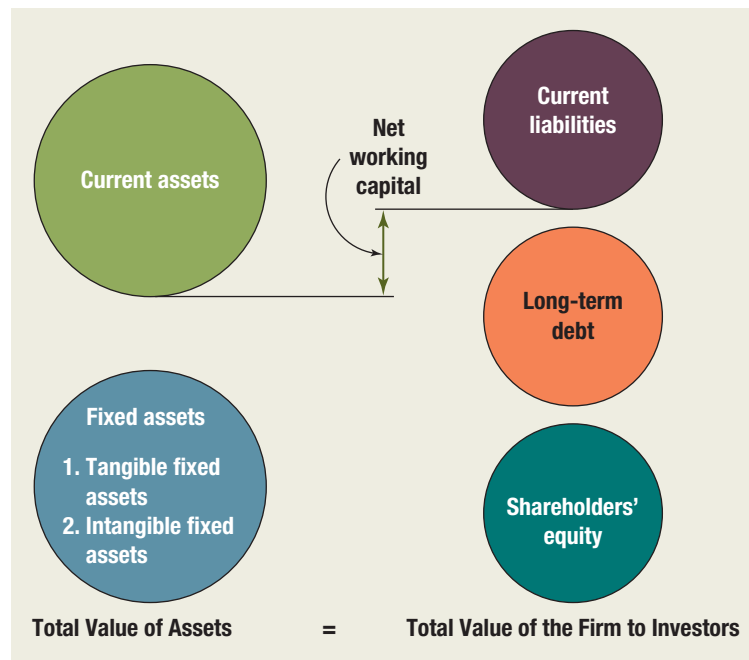 Current assets
Net
working
capital
Current
liabilities
Long-term
debt
Fixed assets
1. Tangible fixed
assets
2. Intangible fixed
assets
Shareholders’
equity
Total Value of Assets = Total Value of the Firm to Investors